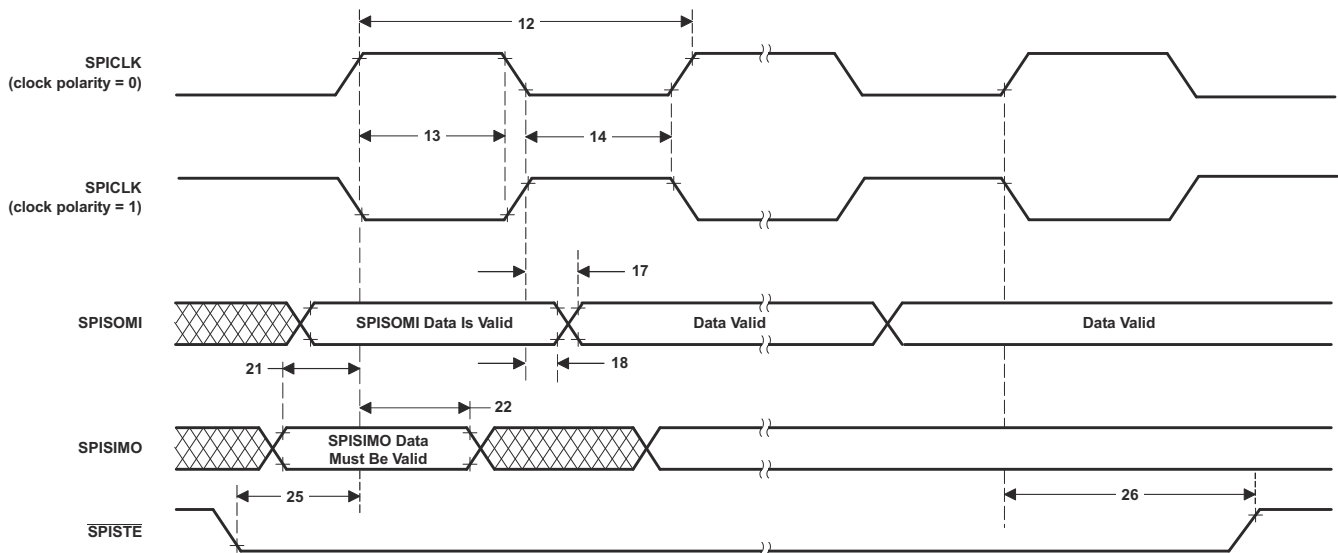 12
SPICLK
(clock polarity = 0)
13
14
SPICLK
(clock polarity = 1)
17
SPISOMI
SPISOMI Data Is Valid
Data Valid
Data Valid
18
21
22
SPISIMO
SPISIMO Data
Must Be Valid
25
26
SPISTE